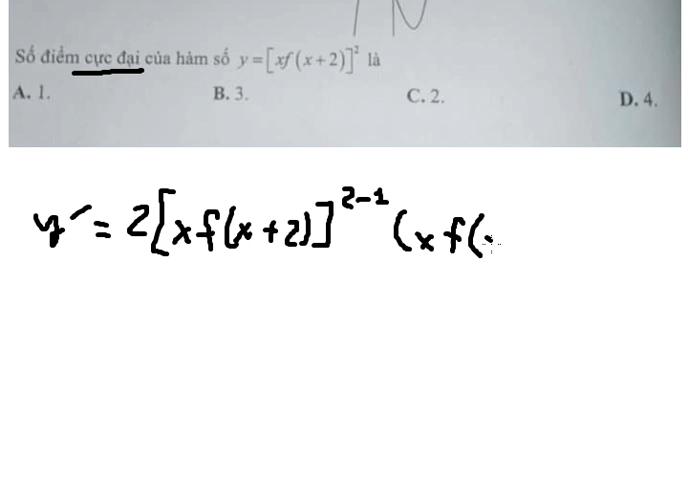 Số điểm cực đại của hàm số y = [xf(x+2)]² là
A. 1. B. 3. C. 2. D. 4.
y' = 2[xf(x+2)]²⁻¹ (xf(